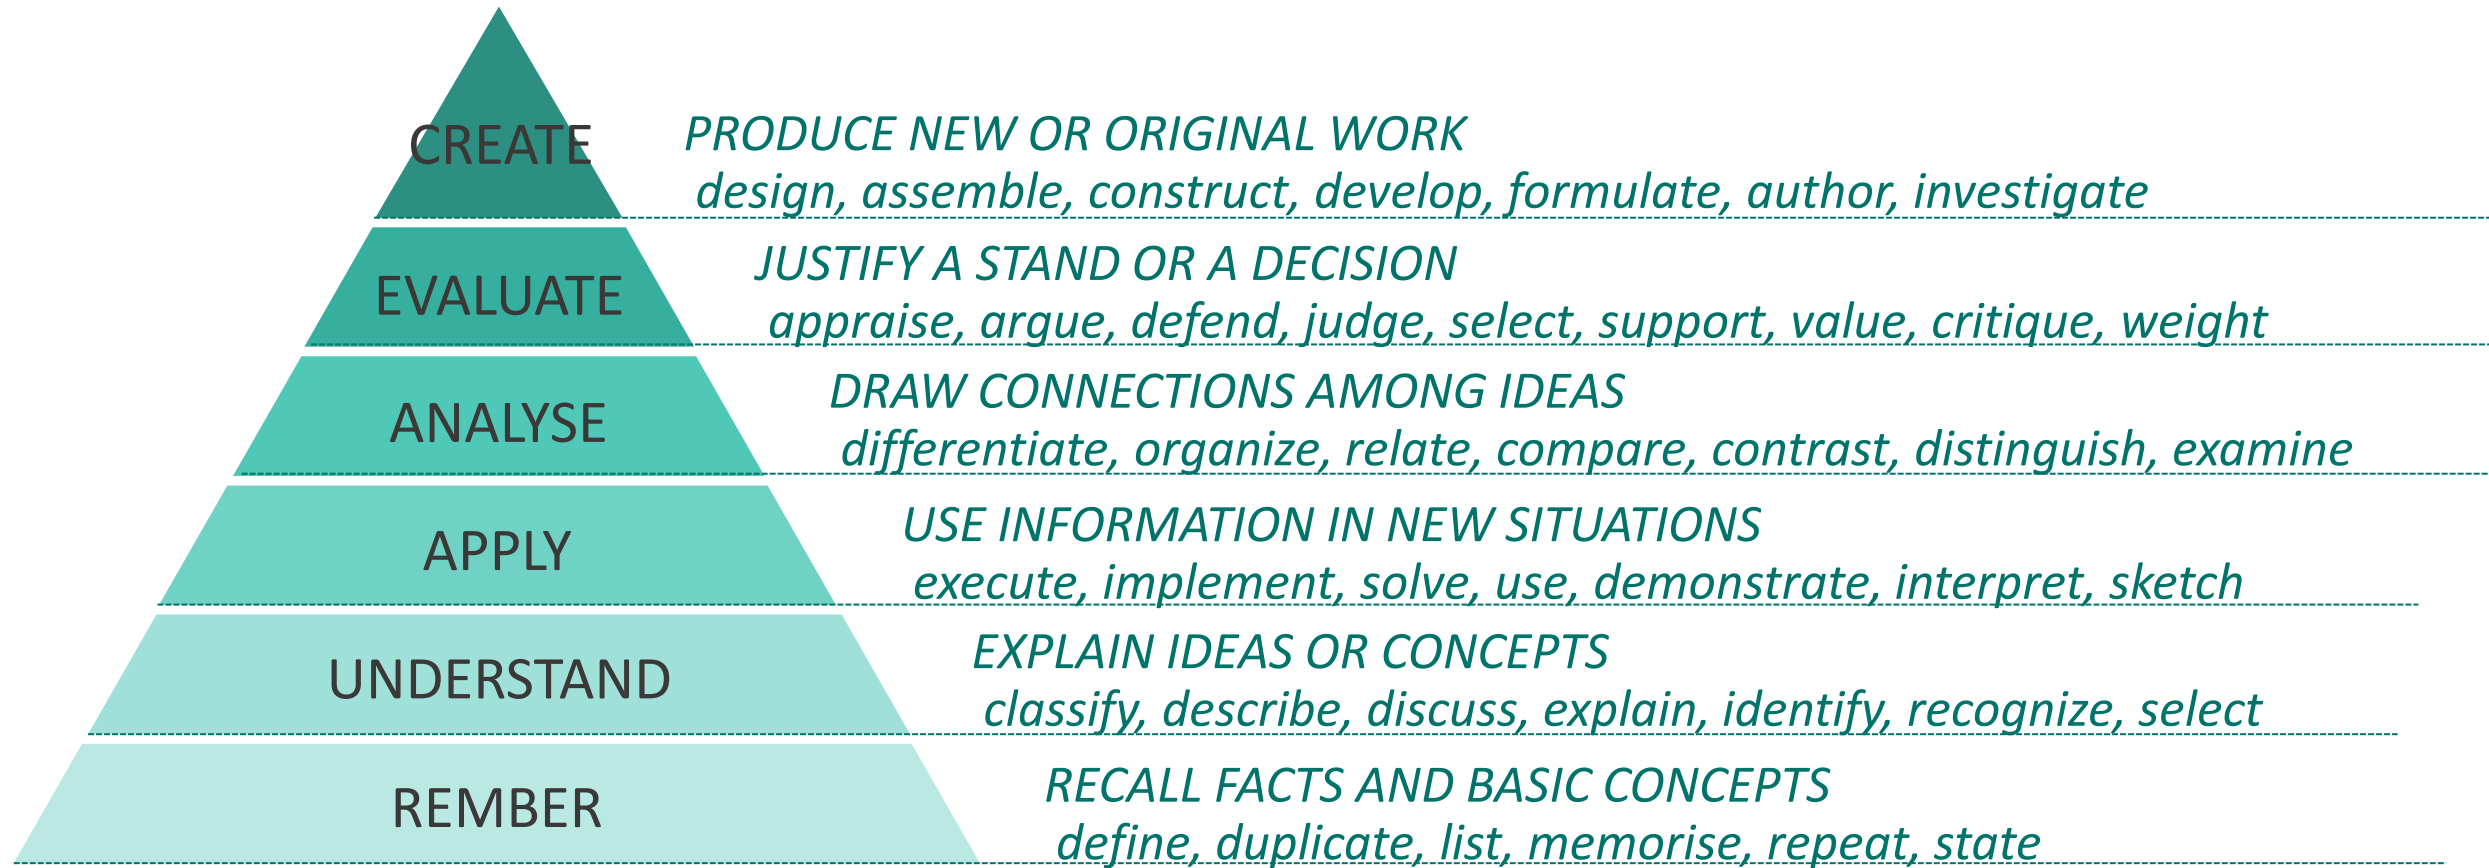 CREATE
PRODUCE NEW OR ORIGINAL WORK
design, assemble, construct, develop, formulate, author, investigate
EVALUATE
JUSTIFY A STAND OR A DECISION
appraise, argue, defend, judge, select, support, value, critique, weight
ANALYSE
DRAW CONNECTIONS AMONG IDEAS
differentiate, organize, relate, compare, contrast, distinguish, examine
APPLY
USE INFORMATION IN NEW SITUATIONS
execute, implement, solve, use, demonstrate, interpret, sketch
UNDERSTAND
EXPLAIN IDEAS OR CONCEPTS
classify, describe, discuss, explain, identify, recognize, select
REMBER
RECALL FACTS AND BASIC CONCEPTS
define, duplicate, list, memorise, repeat, state